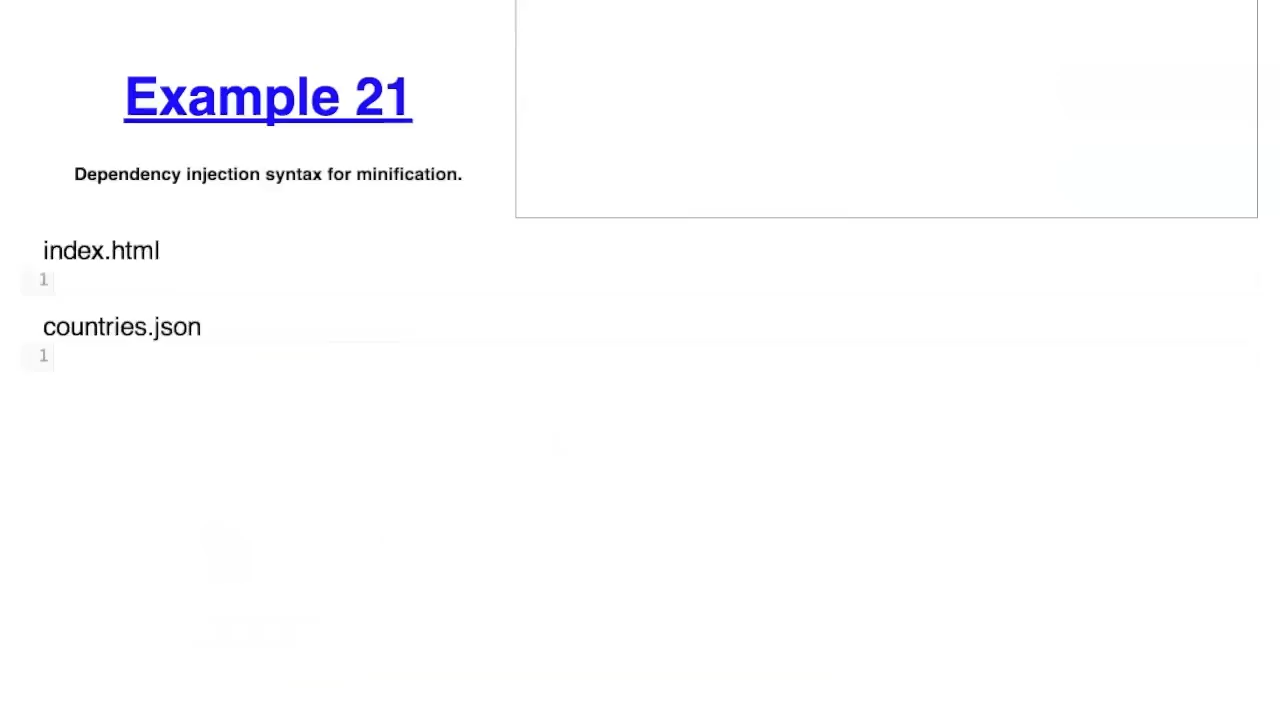 Example 21
Dependency injection syntax for minification.
index.html
1
countries.json
1